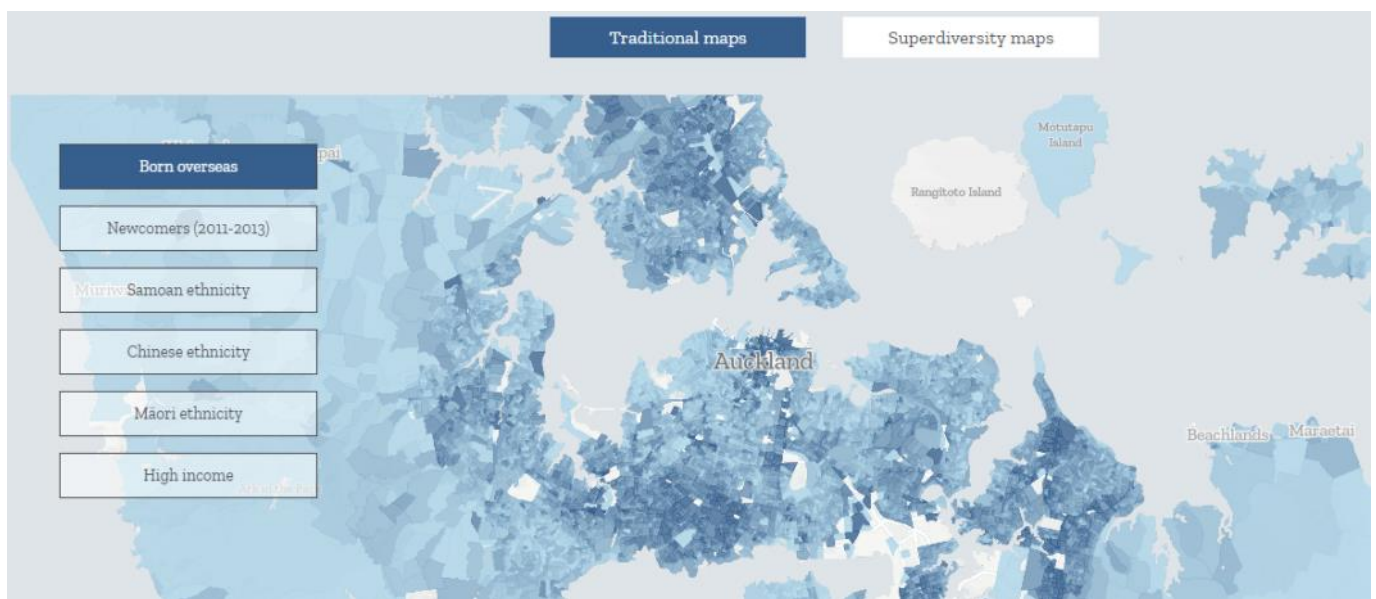 Traditional maps
Superdiversity maps
Motutapu
Island
pai
Born overseas
Rangitoto Island
Newcomers (2011-2013)
Samoan ethnicity
Chinese ethnicity
Auckland
Māori ethnicity
Beachlands
Maraetai
High income